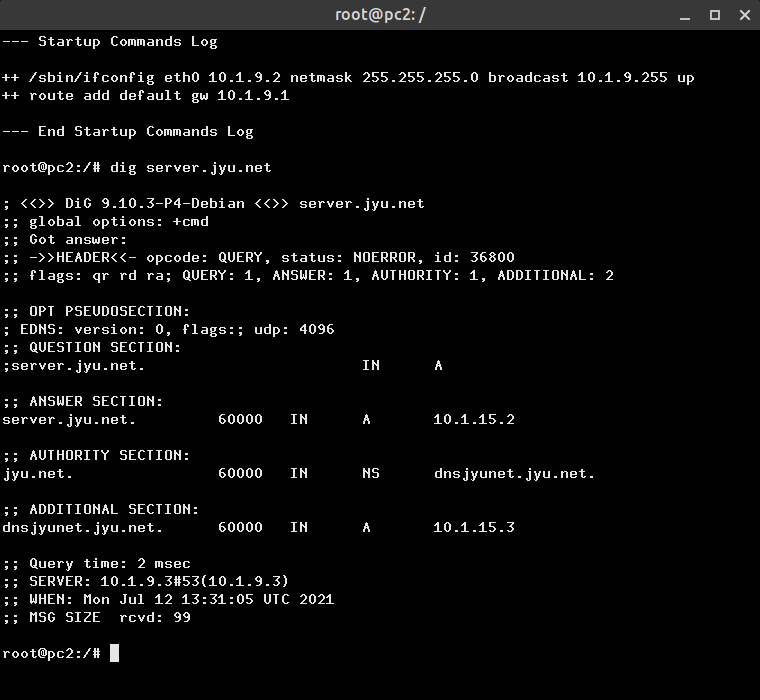 root@pc2: /
--- Startup Commands Log
++ /sbin/ifconfig eth0 10.1.9.2 netmask 255.255.255.0 broadcast 10.1.9.255 up
++ route add default gw 10.1.9.1
--- End Startup Commands Log
root@pc2:/# dig server.jyu.net
; <<>> DiG 9.10.3-P4-Debian <<>> server.jyu.net
;; global options: +cmd
;; Got answer:
;; ->>HEADER<<- opcode: QUERY, status: NOERROR, id: 36800
;; flags: qr rd ra; QUERY: 1, ANSWER: 1, AUTHORITY: 1, ADDITIONAL: 2
;; OPT PSEUDOSECTION:
; EDNS: version: 0, flags:; udp: 4096
;; QUESTION SECTION:
;server.jyu.net. IN A
;; ANSWER SECTION:
server.jyu.net. 60000 IN A 10.1.15.2
;; AUTHORITY SECTION:
jyu.net. 60000 IN NS dnsjyunet.jyu.net.
;; ADDITIONAL SECTION:
dnsjyunet.jyu.net. 60000 IN A 10.1.15.3
;; Query time: 2 msec
;; SERVER: 10.1.9.3#53(10.1.9.3)
;; WHEN: Mon Jul 12 13:31:05 UTC 2021
;; MSG SIZE  rcvd: 99
root@pc2:/#